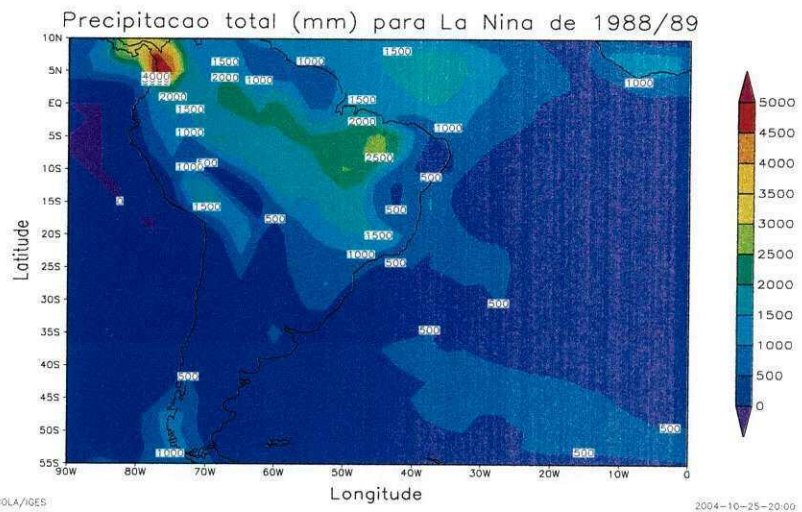 Precipitacao total (mm) para La Nina de 1988/89
10N
5N
EQ
5S
10S
15S
20S
25S
30S
35S
40S
45S
50S
55S
Latitude
90W 80W 70W 60W 50W 40W 30W 20W 10W 0
Longitude
1500
1000
1500
4000
2000
1000
1000
2000
1500
1500
2000
1000
1000
2500
1000
500
500
0
1500
500
500
1500
1000
500
500
500
500
1000
500
500
5000
4500
4000
3500
3000
2500
2000
1500
1000
500
0
OLA/IGES
2004-10-25-20:00